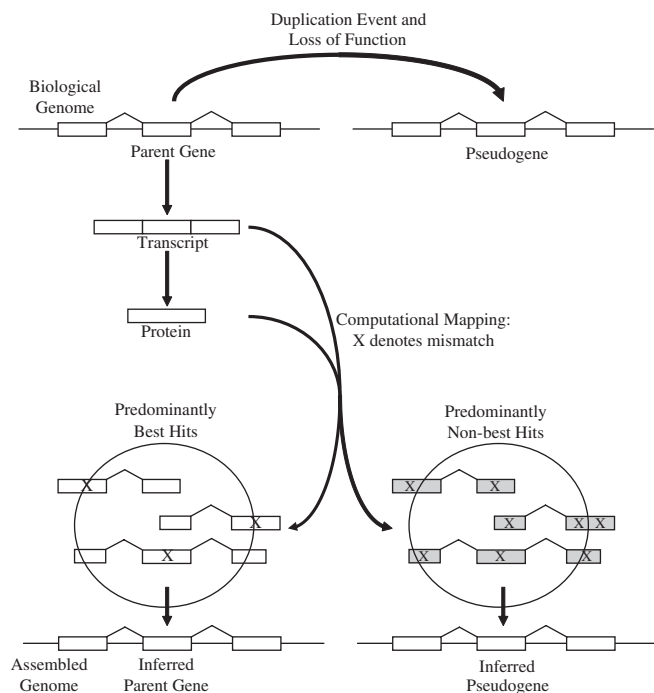 Duplication Event and
Loss of Function
Biological
Genome
Parent Gene
Pseudogene
Transcript
Protein
Computational Mapping:
X denotes mismatch
Predominantly
Best Hits
Predominantly
Non-best Hits
X
X
X
X
X
X X
X
X
X
X
Assembled
Genome
Inferred
Parent Gene
Inferred
Pseudogene